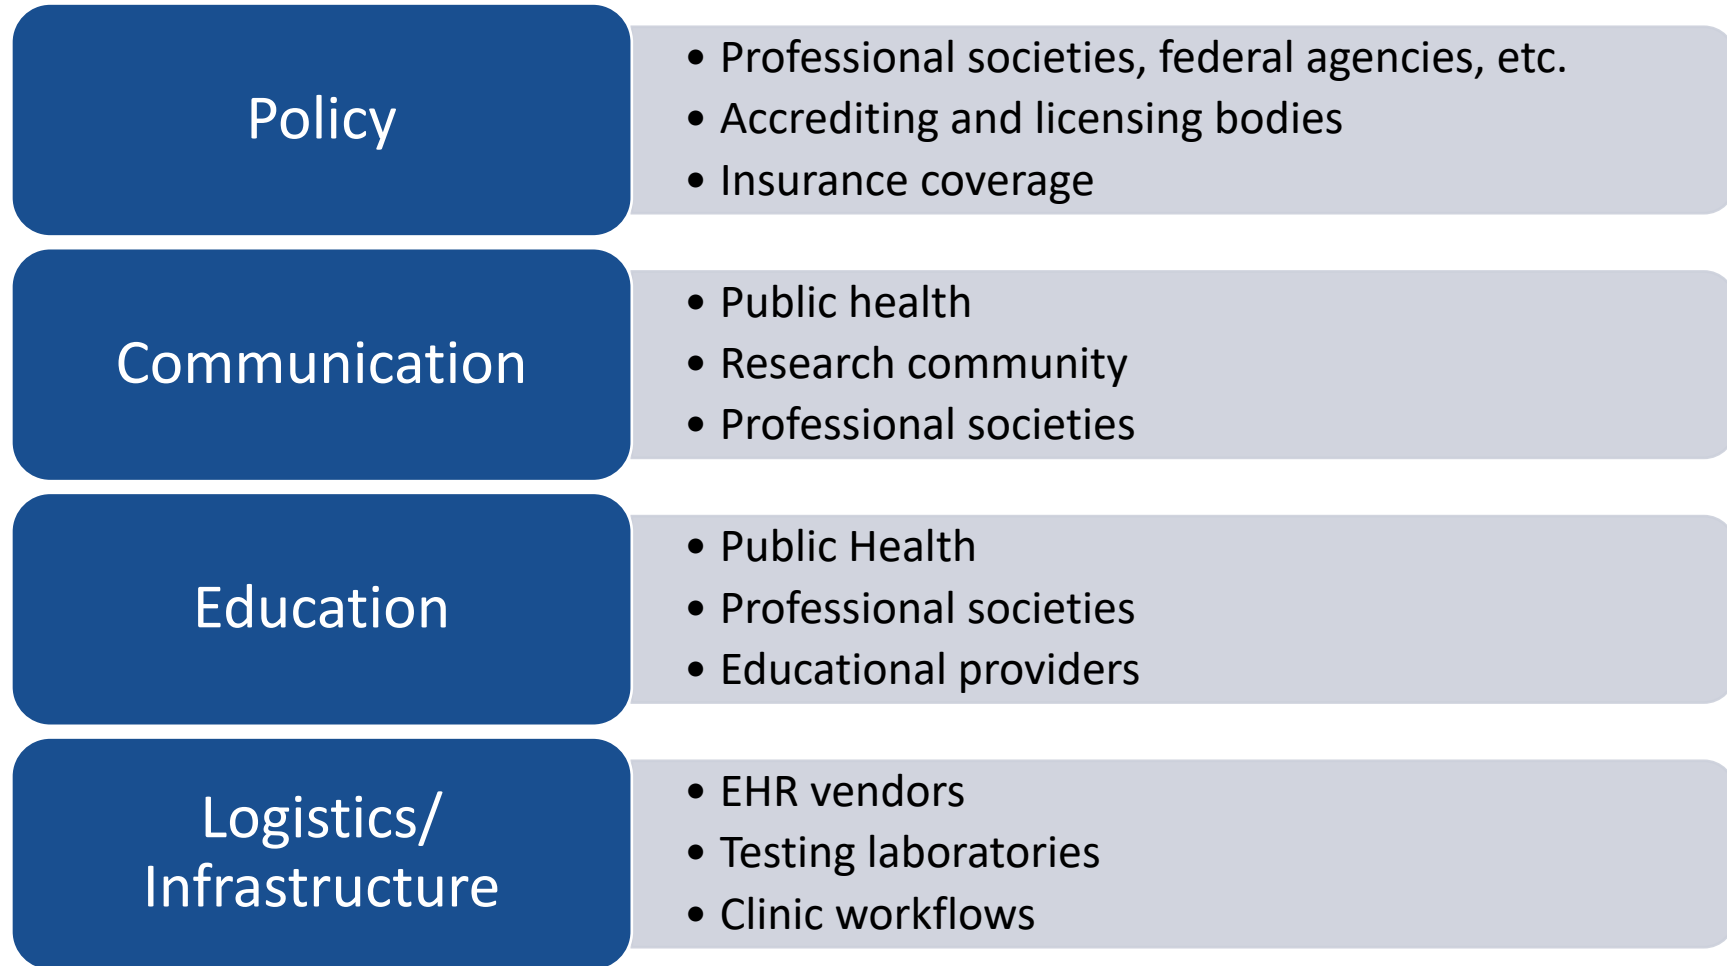 Policy
• Professional societies, federal agencies, etc.
• Accrediting and licensing bodies
• Insurance coverage
Communication
• Public health
• Research community
• Professional societies
Education
• Public Health
• Professional societies
• Educational providers
Logistics/
Infrastructure
• EHR vendors
• Testing laboratories
• Clinic workflows